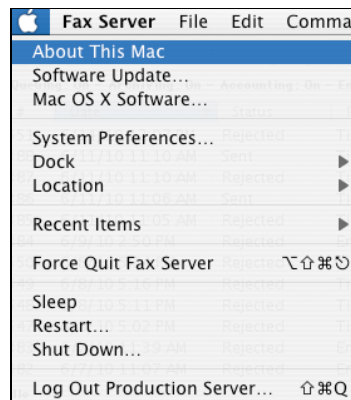 Fax Server File Edit Comma
About This Mac
Software Update...
Mac OS X Software...
System Preferences...
Dock
Location
Recent Items
Force Quit Fax Server ⌥⇧⌘⎋
Sleep
Restart...
Shut Down...
Log Out Production Server... ⇧⌘Q